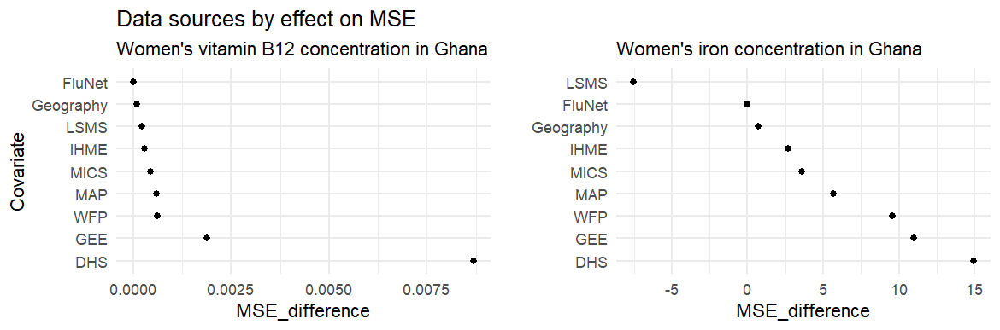 Data sources by effect on MSE
Women's vitamin B12 concentration in Ghana
Covariate
FluNet
Geography
LSMS
IHME
MICS
MAP
WFP
GEE
DHS
0.0000 0.0025 0.0050 0.0075
MSE_difference
Women's iron concentration in Ghana
LSMS
FluNet
Geography
IHME
MICS
MAP
WFP
GEE
DHS
-5 0 5 10 15
MSE_difference